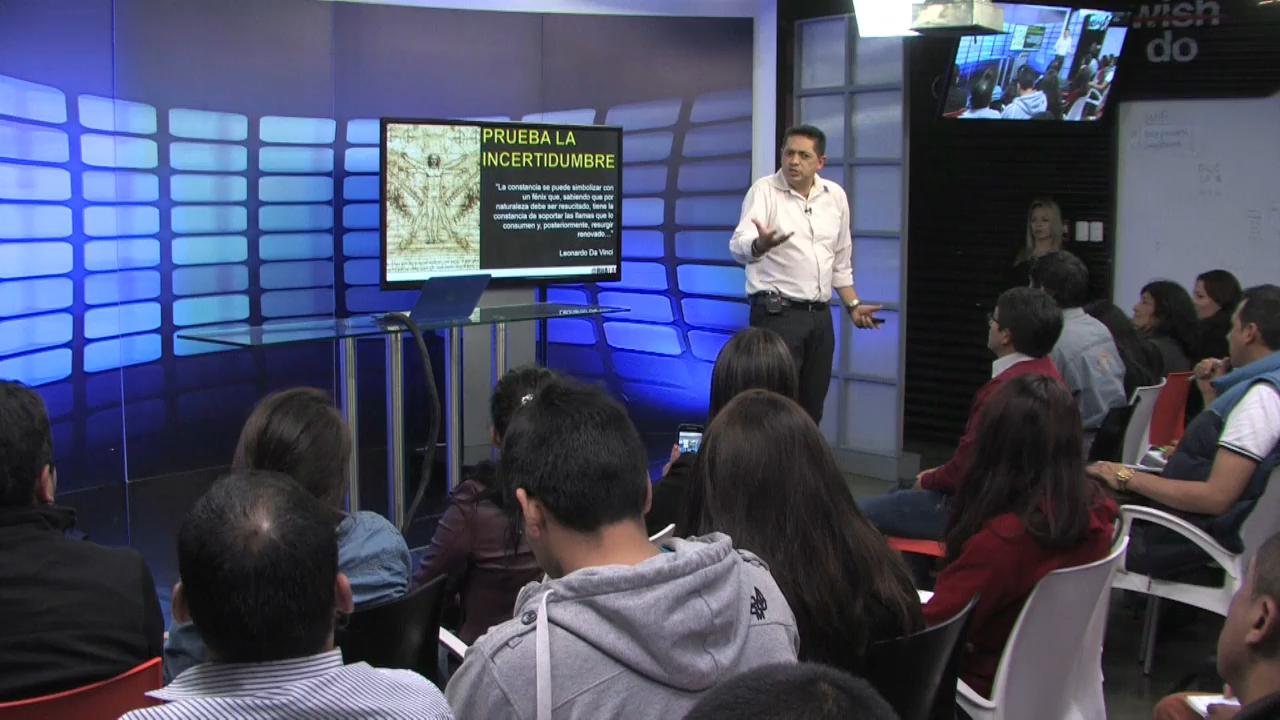 wish
do
PRUEBA LA
INCERTIDUMBRE
"La constancia se puede simbolizar con
un fénix que, sabiendo que por
naturaleza debe ser resucitado, tiene la
constancia de soportar las llamas que lo
consumen y, posteriormente, resurgir
renovado..."
Leonardo Da Vinci